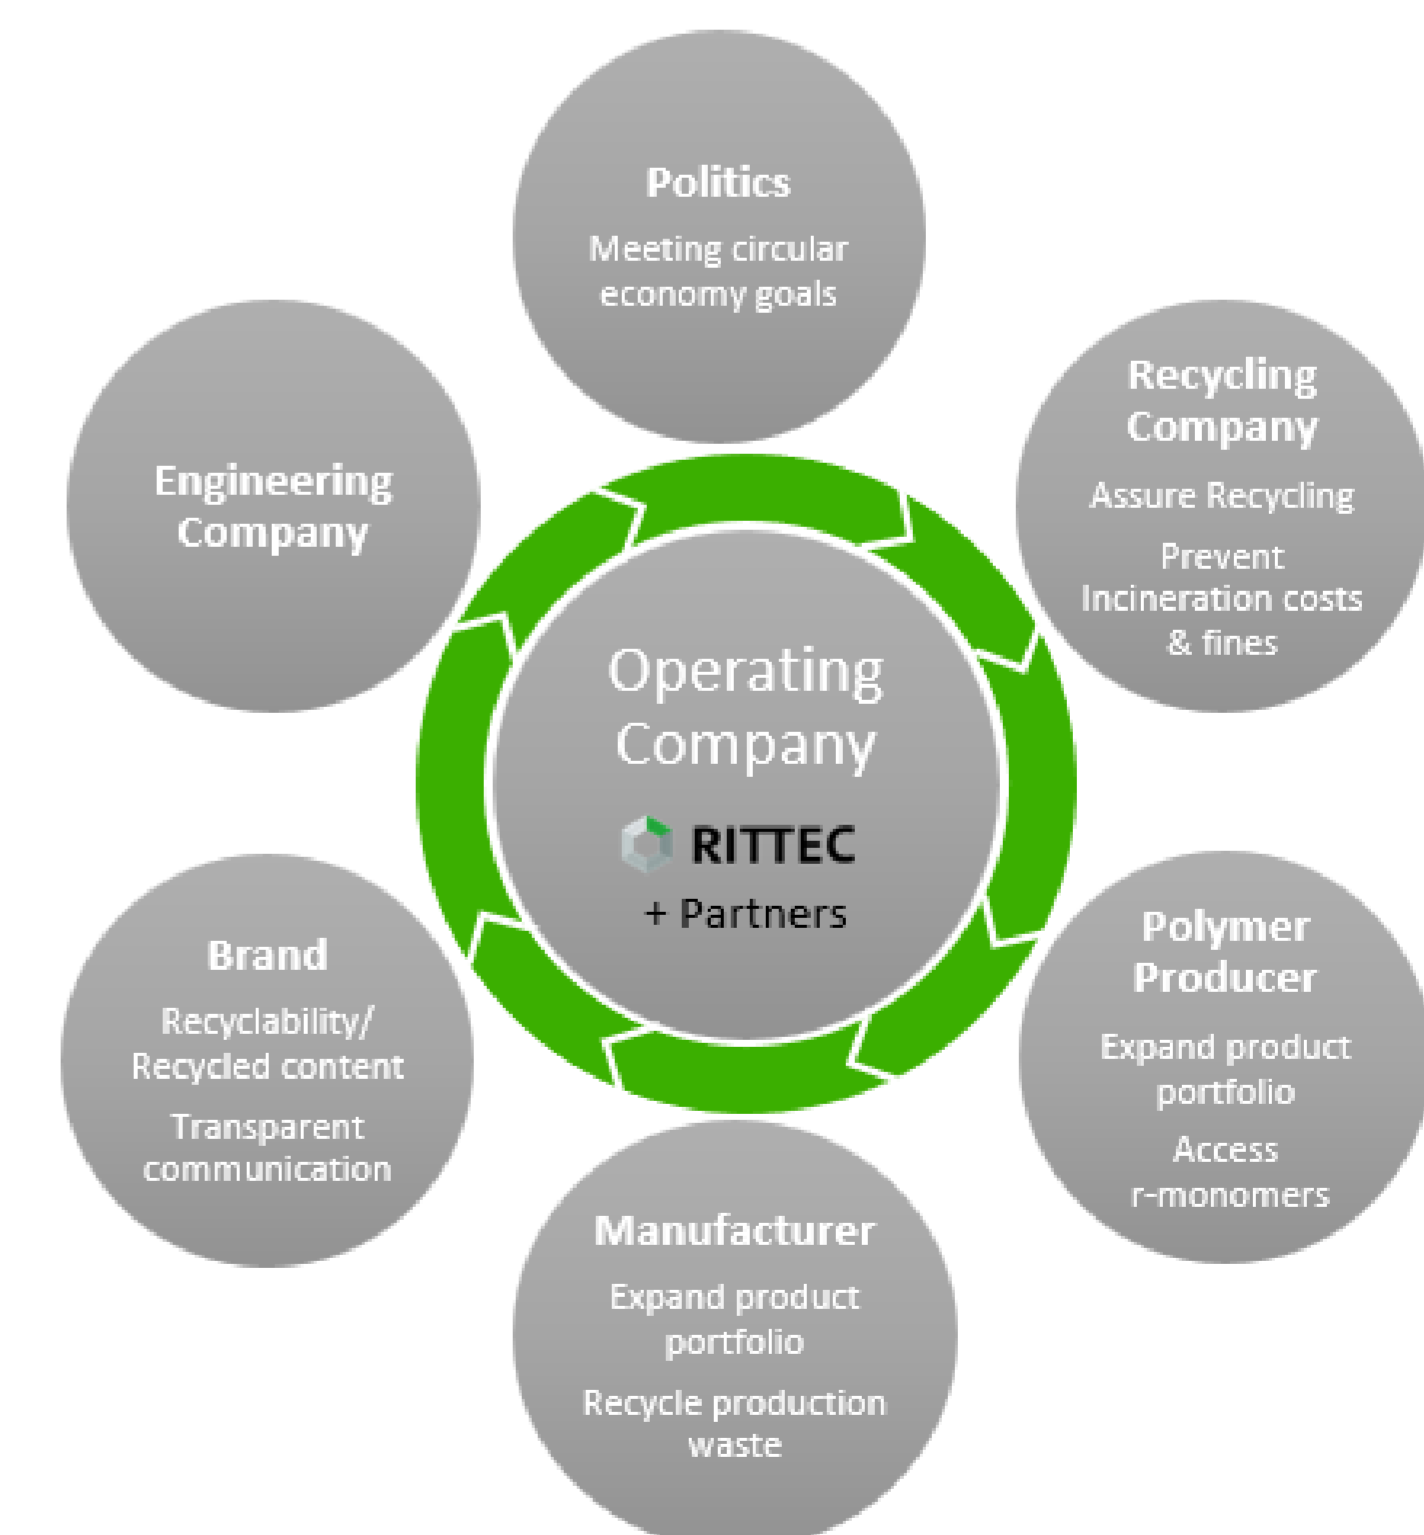 Politics
Meeting circular
economy goals
Recycling
Company
Assure Recycling
Prevent
Incineration costs
& fines
Engineering
Company
Operating
Company
RITTEC
+ Partners
Polymer
Producer
Expand product
portfolio
Access
r-monomers
Brand
Recyclability/
Recycled content
Transparent
communication
Manufacturer
Expand product
portfolio
Recycle production
waste